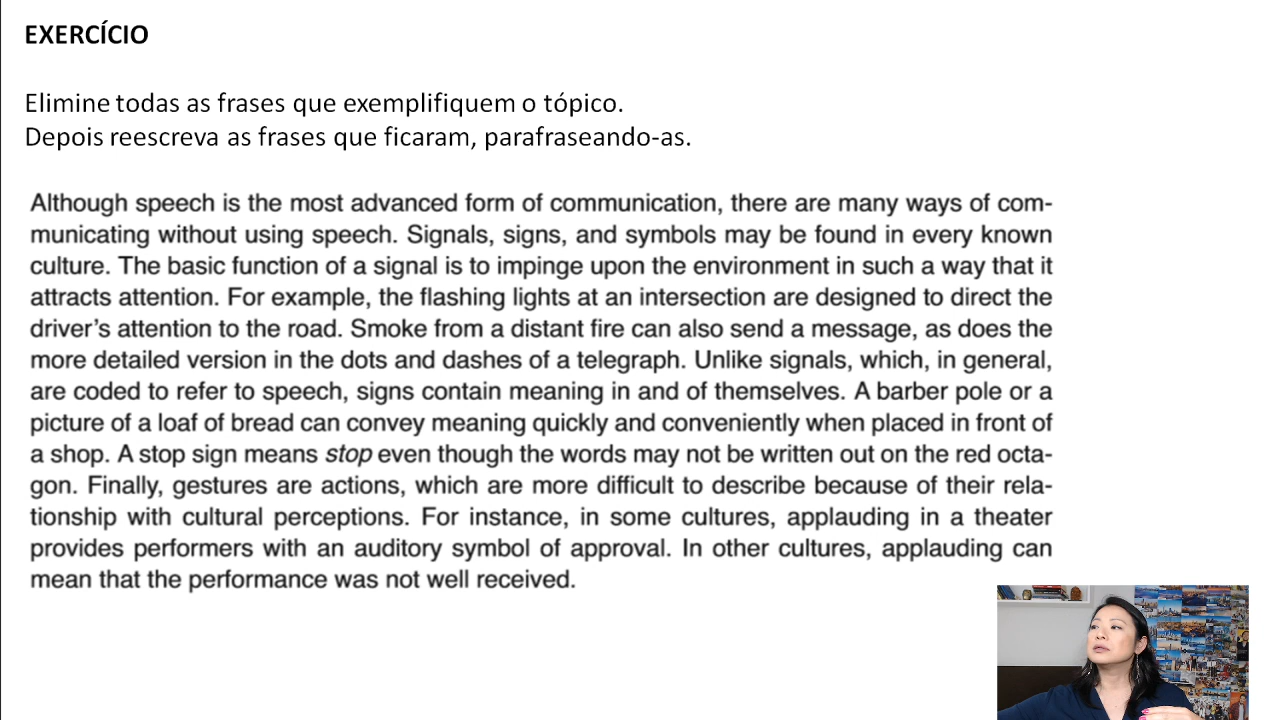 EXERCÍCIO
Elimine todas as frases que exemplifiquem o tópico.
Depois reescreva as frases que ficaram, parafraseando-as.
Although speech is the most advanced form of communication, there are many ways of com-
municating without using speech. Signals, signs, and symbols may be found in every known
culture. The basic function of a signal is to impinge upon the environment in such a way that it
attracts attention. For example, the flashing lights at an intersection are designed to direct the
driver's attention to the road. Smoke from a distant fire can also send a message, as does the
more detailed version in the dots and dashes of a telegraph. Unlike signals, which, in general,
are coded to refer to speech, signs contain meaning in and of themselves. A barber pole or a
picture of a loaf of bread can convey meaning quickly and conveniently when placed in front of
a shop. A stop sign means stop even though the words may not be written out on the red octa-
gon. Finally, gestures are actions, which are more difficult to describe because of their rela-
tionship with cultural perceptions. For instance, in some cultures, applauding in a theater
provides performers with an auditory symbol of approval. In other cultures, applauding can
mean that the performance was not well received.